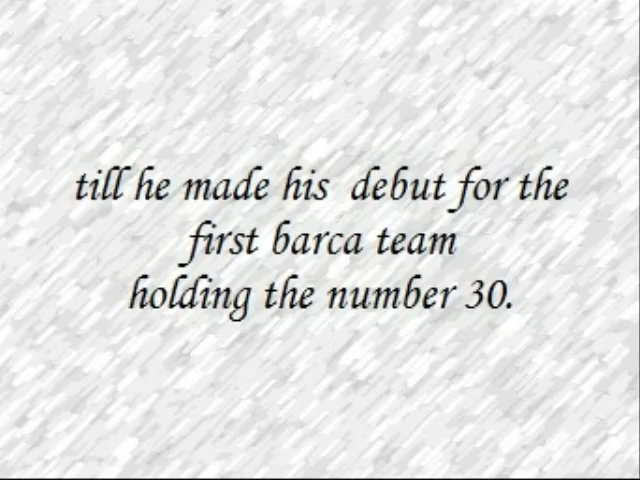 till he made his debut for the
first barca team
holding the number 30.